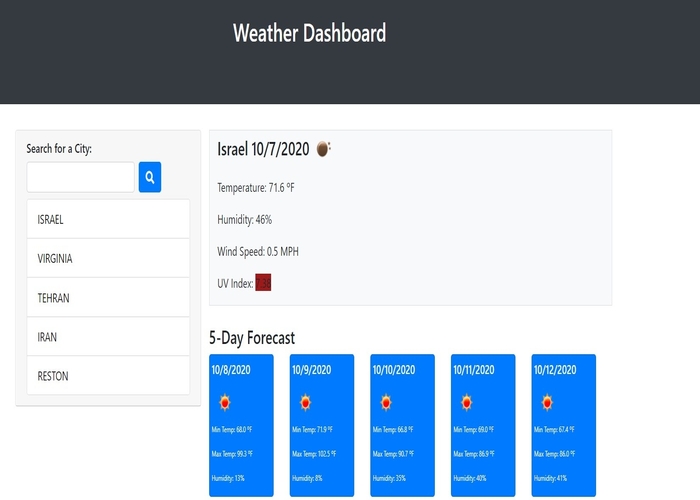 Weather Dashboard
Search for a City:
ISRAEL
VIRGINIA
TEHRAN
IRAN
RESTON
Israel 10/7/2020
Temperature: 71.6 °F
Humidity: 46%
Wind Speed: 0.5 MPH
UV Index:
5-Day Forecast
10/8/2020
Min Temp: 68.0 °F
Max Temp: 99.3 °F
Humidity: 13%
10/9/2020
Min Temp: 71.9 °F
Max Temp: 102.5 °F
Humidity: 8%
10/10/2020
Min Temp: 66.8 °F
Max Temp: 90.7 °F
Humidity: 35%
10/11/2020
Min Temp: 69.0 °F
Max Temp: 86.9 °F
Humidity: 40%
10/12/2020
Min Temp: 67.4 °F
Max Temp: 86.0 °F
Humidity: 41%